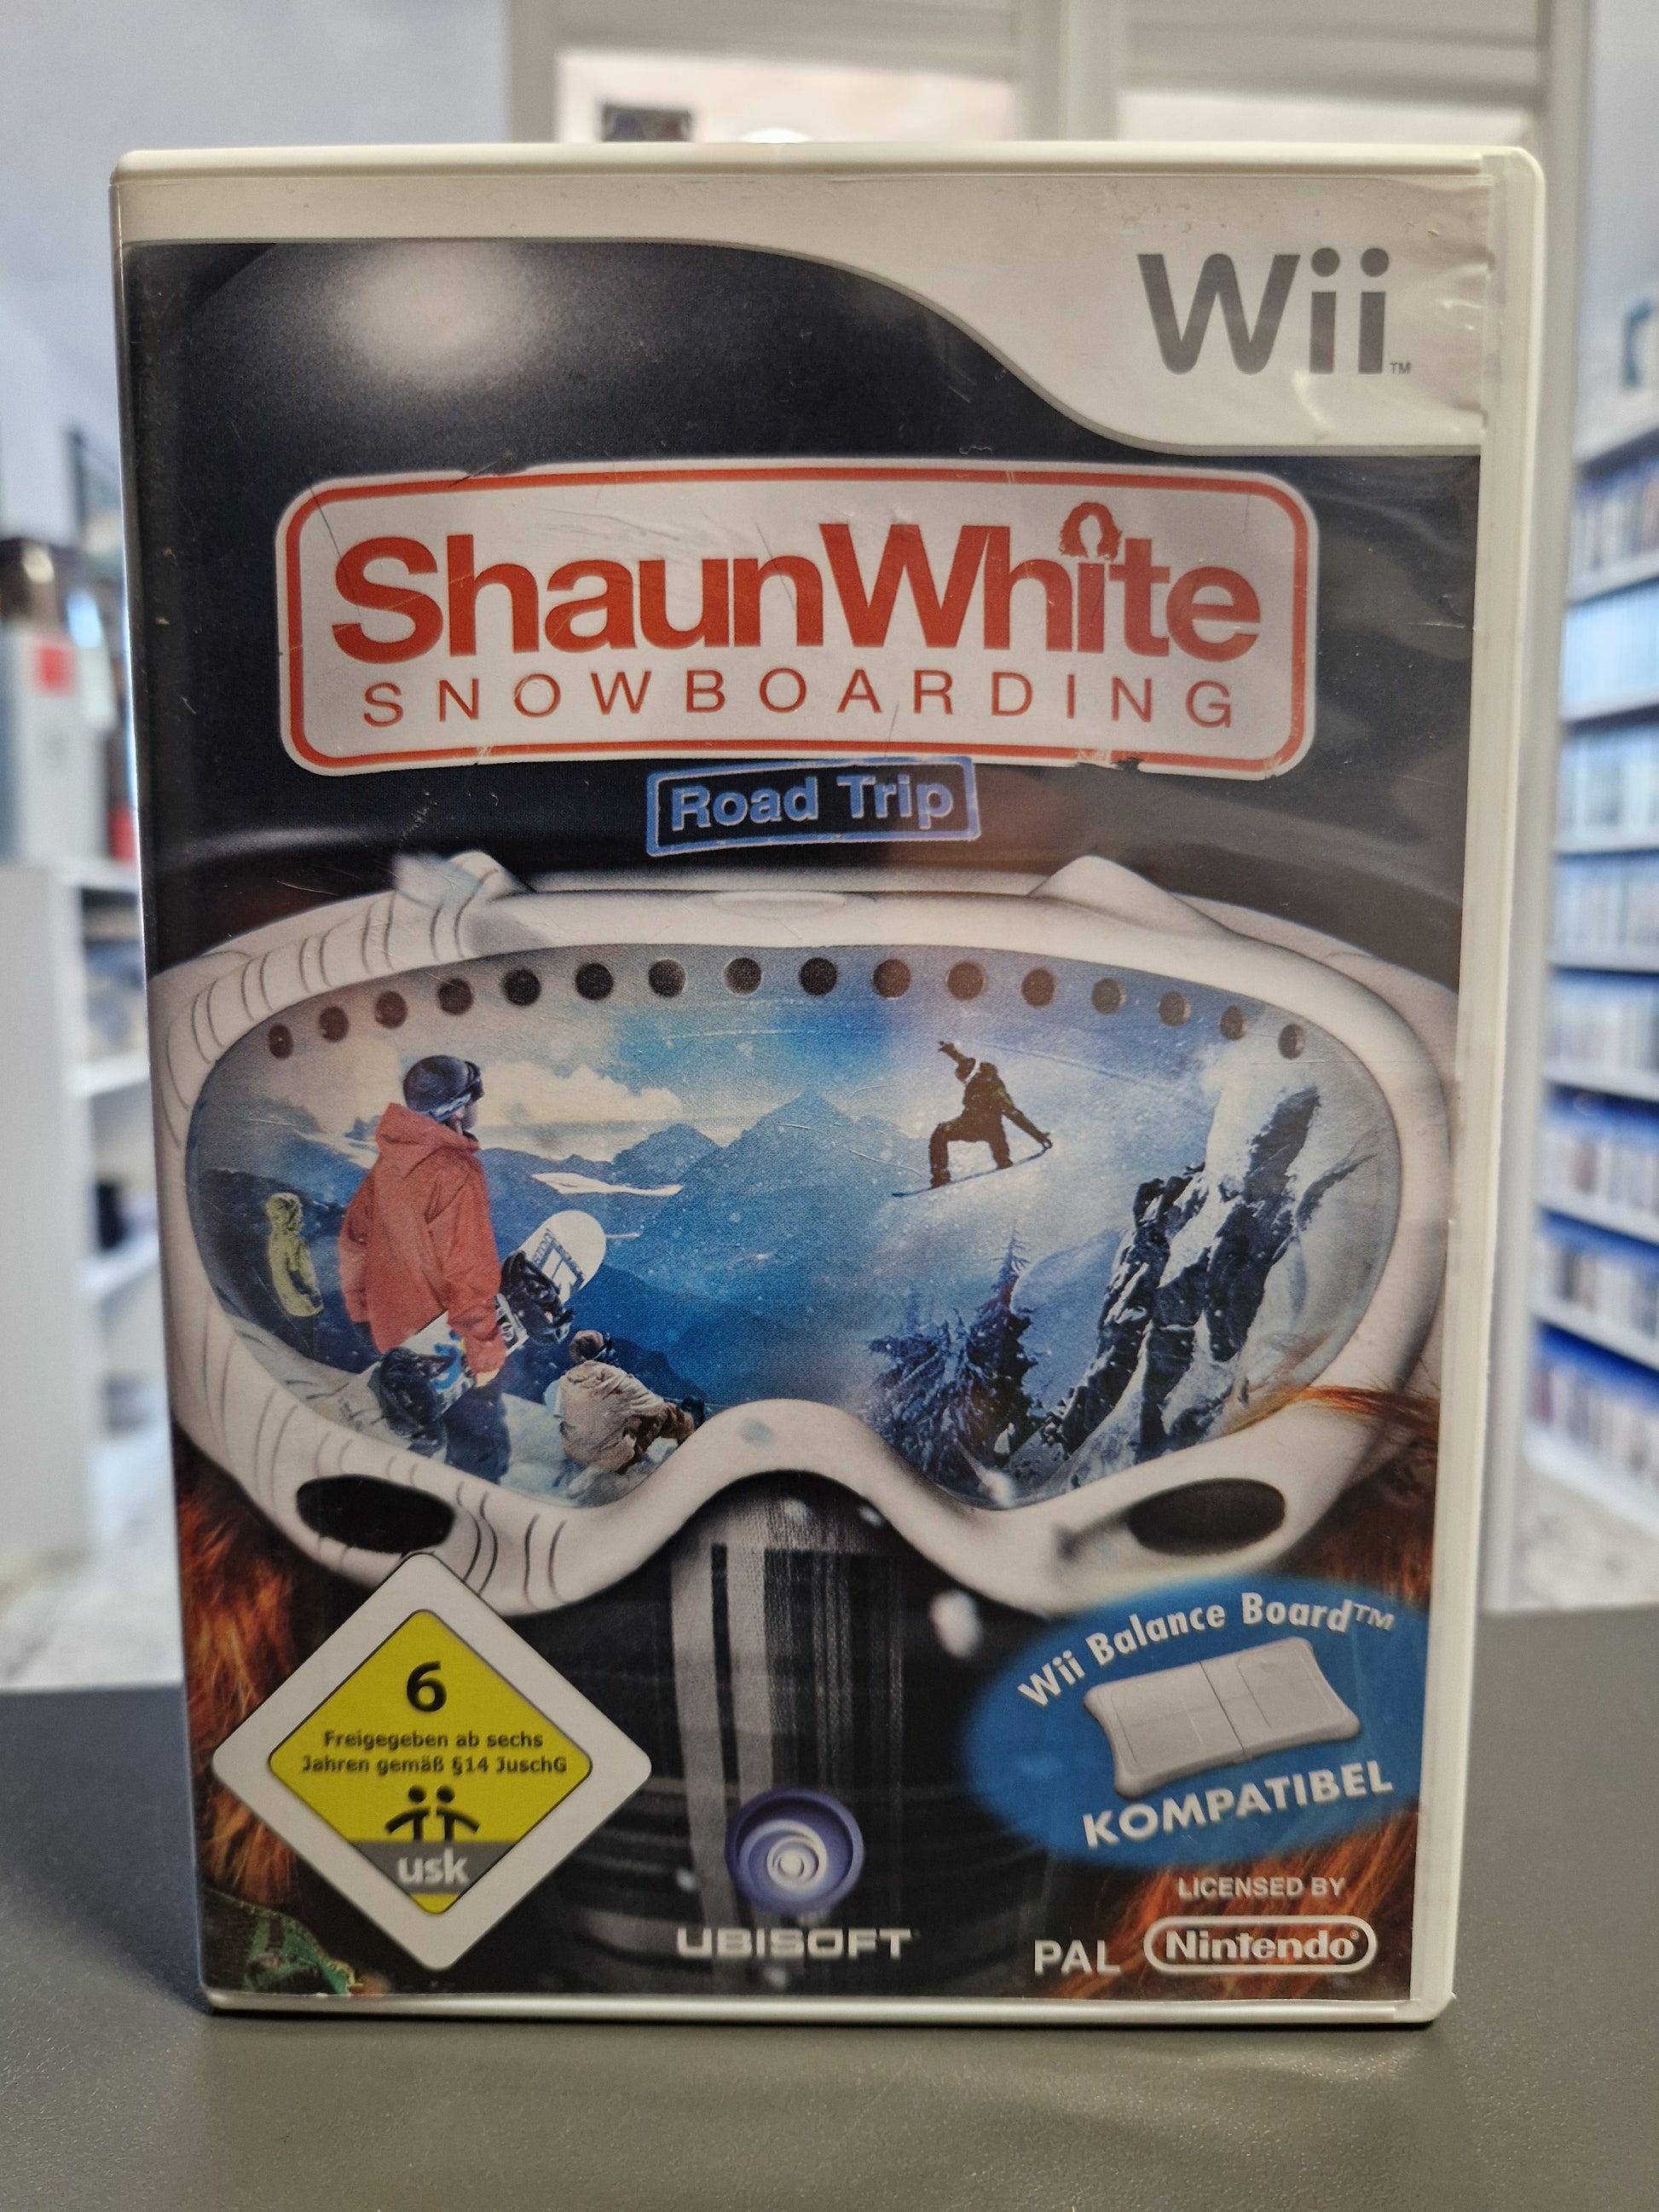 Wii™
ShaunWhite
SNOWBOARDING
Road Trip
6
Freigegeben ab sechs
Jahren gemäß §14 JuschG
usk
UBISOFT
Wii Balance Board™
KOMPATIBEL
LICENSED BY
PAL
Nintendo®